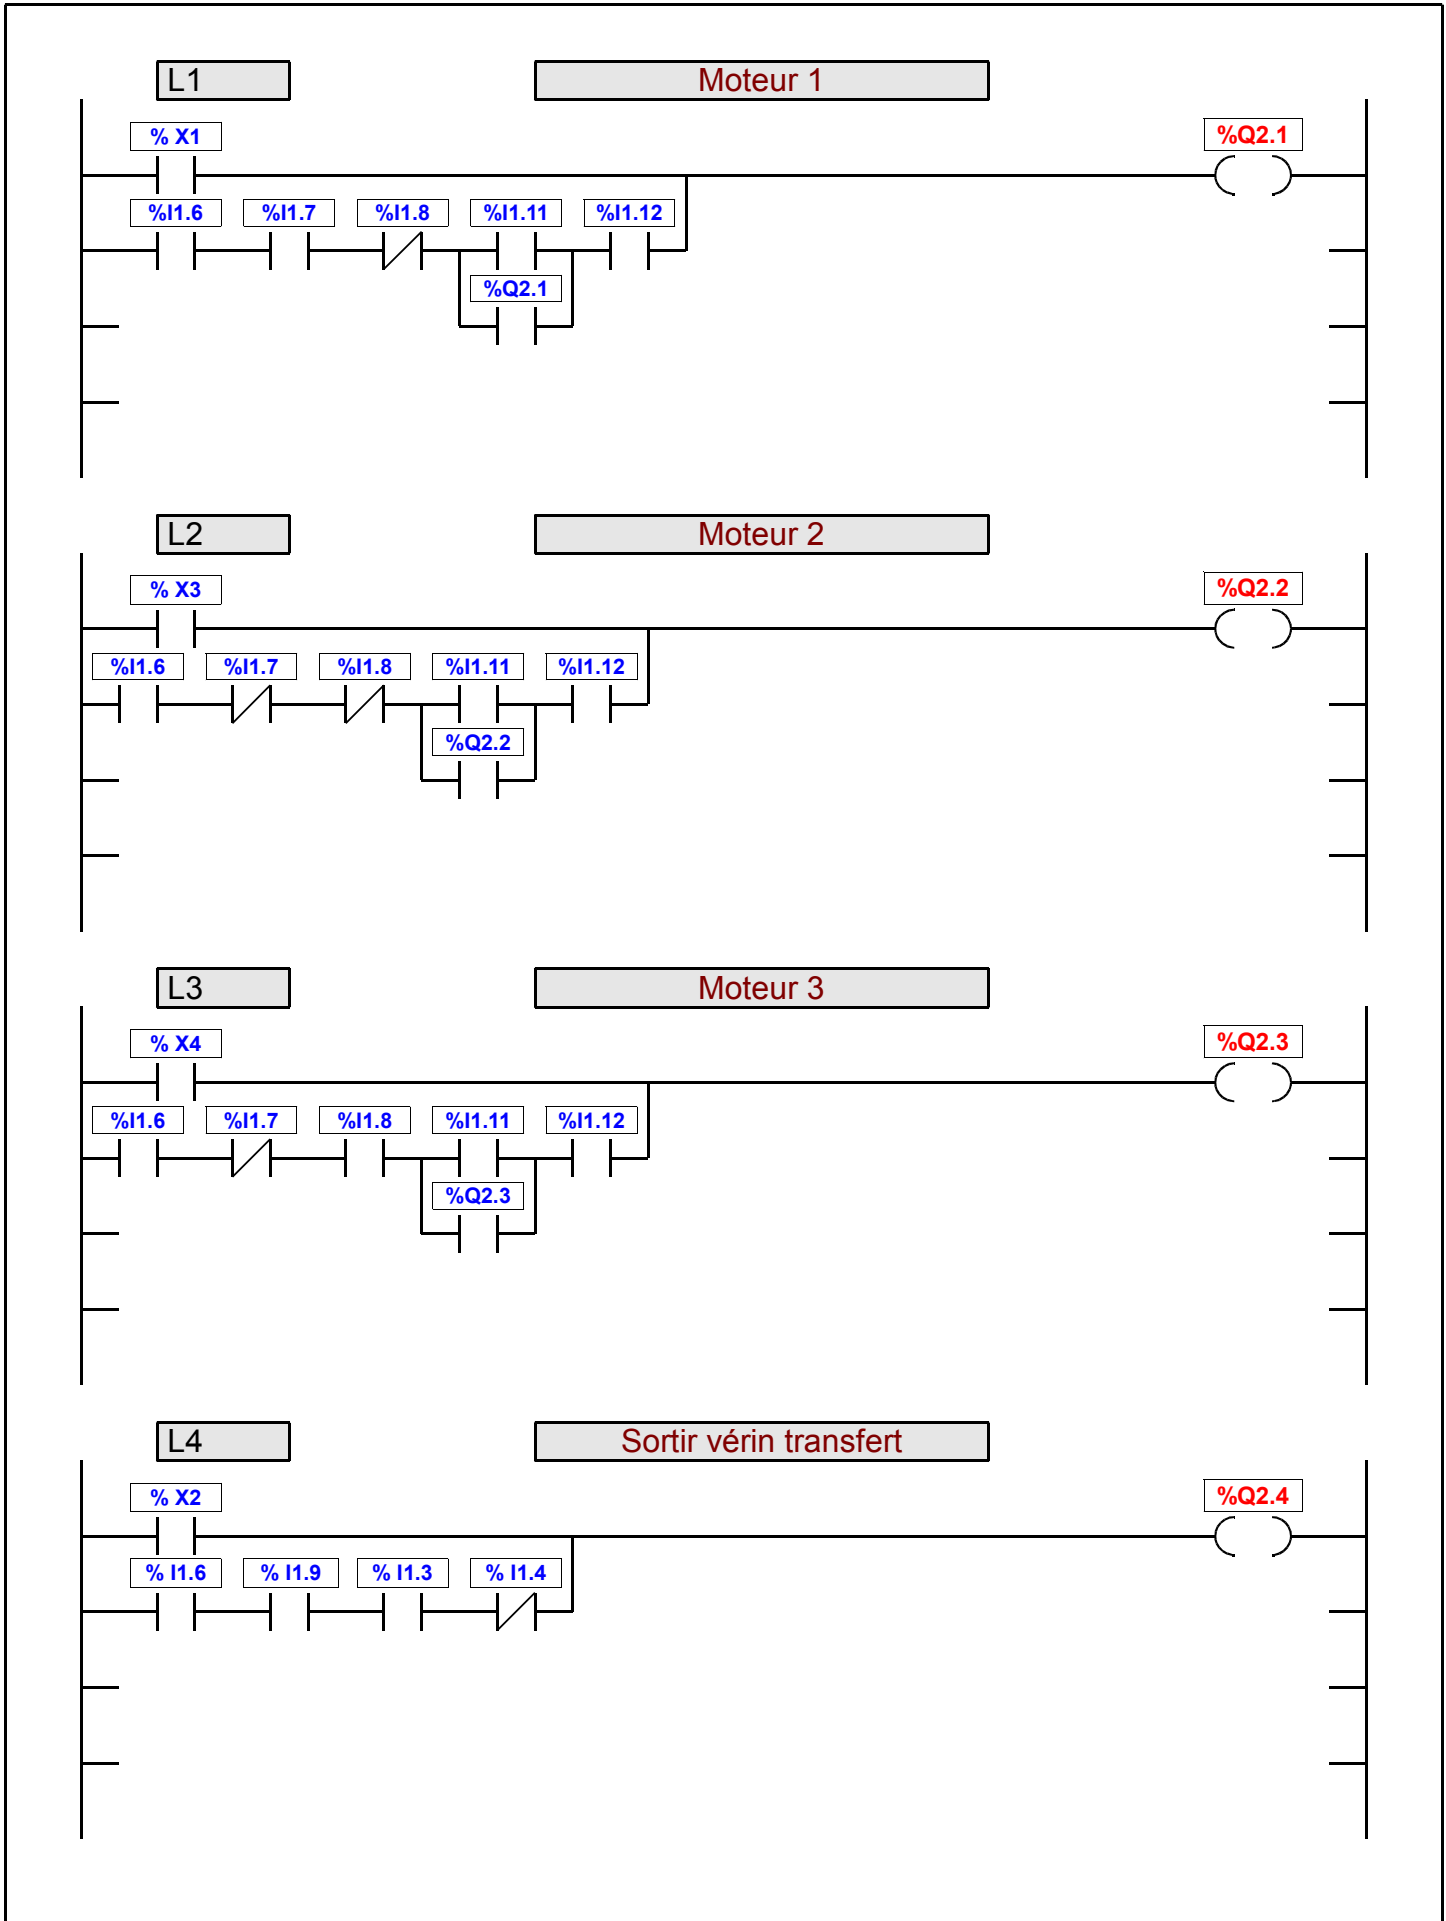 L1 Moteur 1
% X1 %Q2.1
%I1.6 %I1.7 %I1.8 %I1.11 %I1.12
%Q2.1
L2 Moteur 2
% X3 %Q2.2
%I1.6 %I1.7 %I1.8 %I1.11 %I1.12
%Q2.2
L3 Moteur 3
% X4 %Q2.3
%I1.6 %I1.7 %I1.8 %I1.11 %I1.12
%Q2.3
L4 Sortir vérin transfert
% X2 %Q2.4
% I1.6 % I1.9 % I1.3 % I1.4